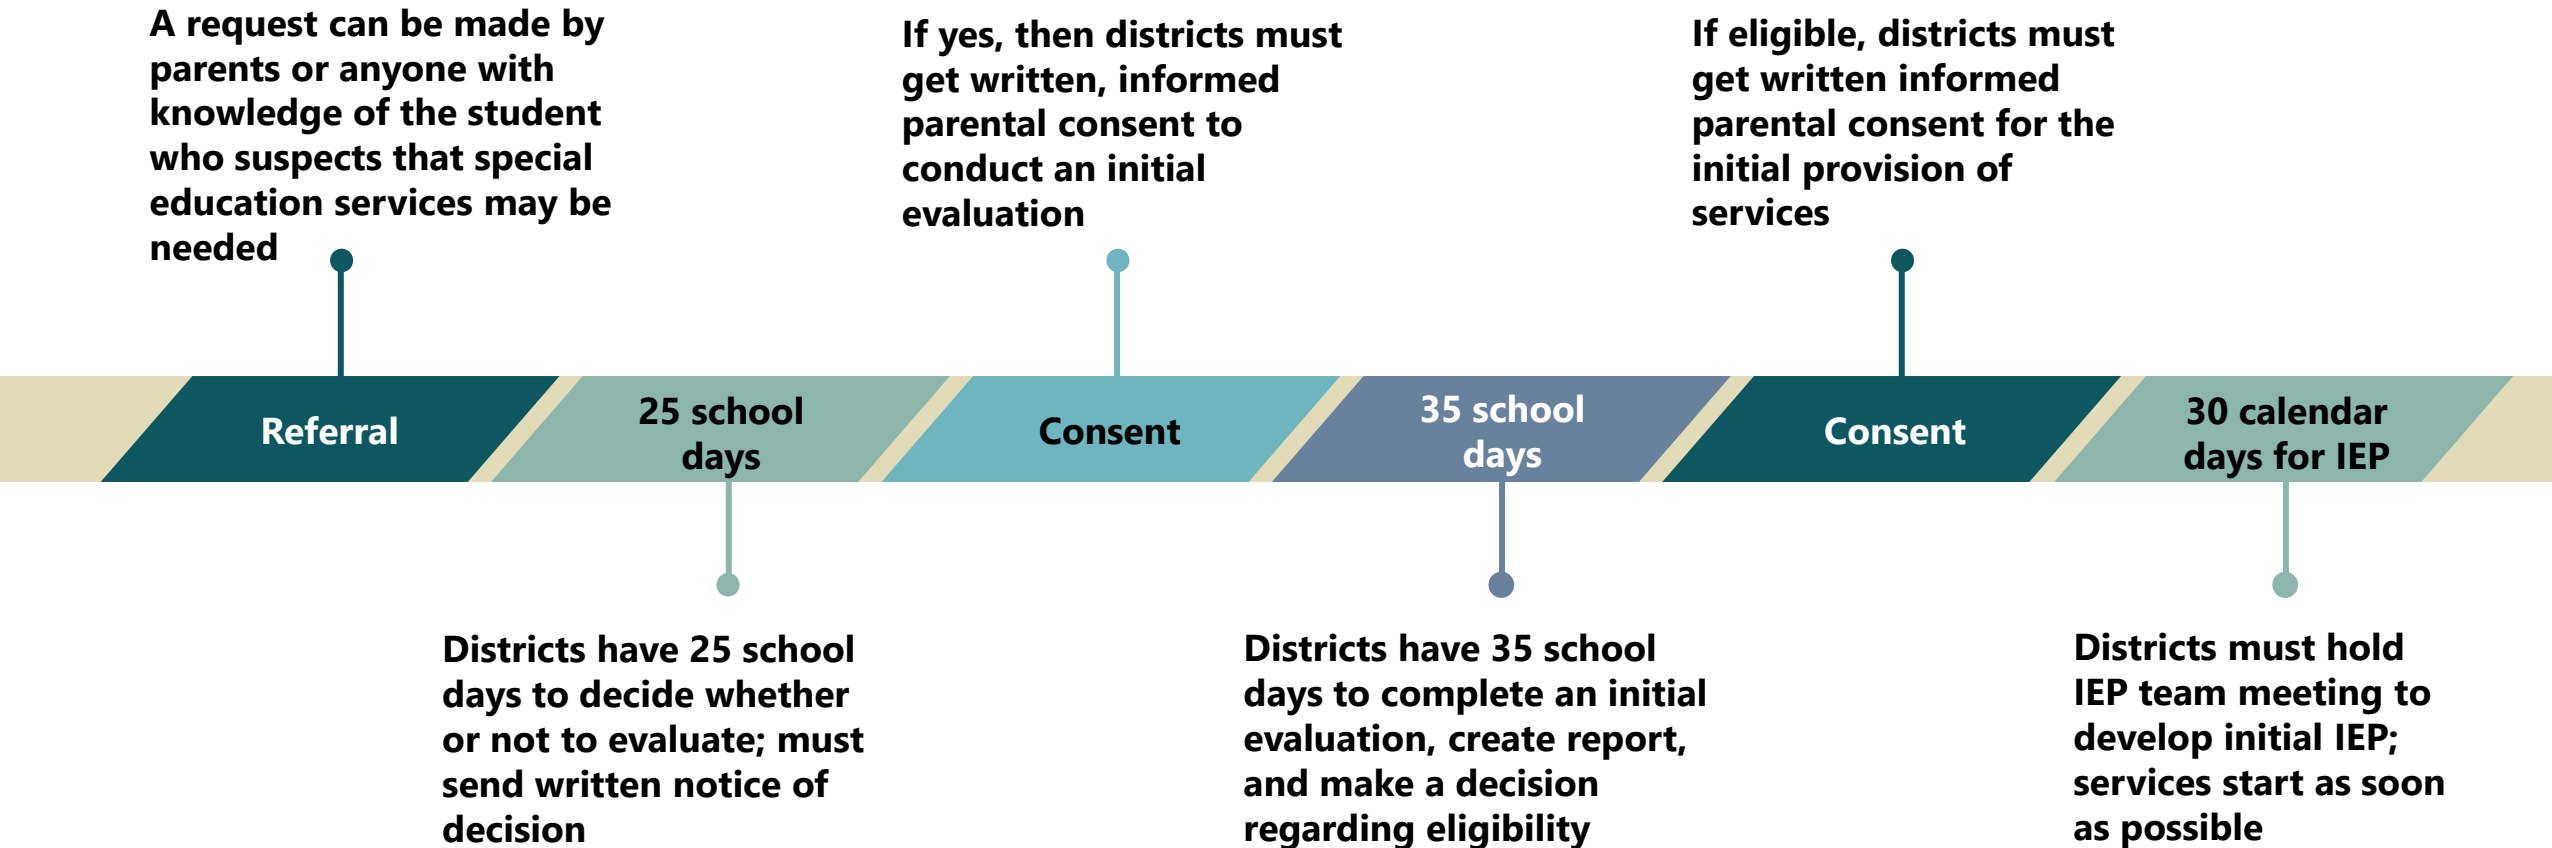 A request can be made by
parents or anyone with
knowledge of the student
who suspects that special
education services may be
needed
If yes, then districts must
get written, informed
parental consent to
conduct an initial
evaluation
If eligible, districts must
get written informed
parental consent for the
initial provision of
services
Referral
25 school
days
Consent
35 school
days
Consent
30 calendar
days for IEP
Districts have 25 school
days to decide whether
or not to evaluate; must
send written notice of
decision
Districts have 35 school
days to complete an initial
evaluation, create report,
and make a decision
regarding eligibility
Districts must hold
IEP team meeting to
develop initial IEP;
services start as soon
as possible